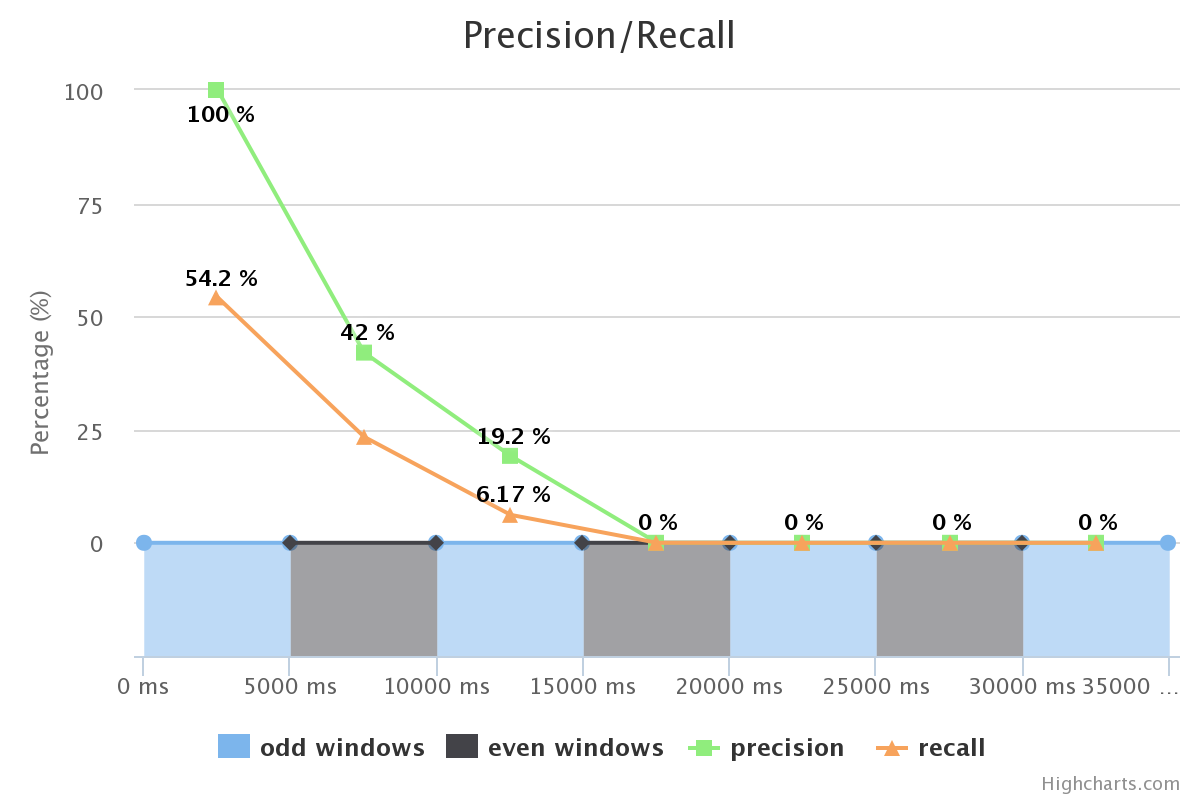 Precision/Recall
Percentage (%)
100
75
50
25
0
100 %
54.2 %
42 %
19.2 %
6.17 %
0 %
0 %
0 %
0 %
0 ms
5000 ms
10000 ms
15000 ms
20000 ms
25000 ms
30000 ms
35000 …
odd windows
even windows
precision
recall
Highcharts.com